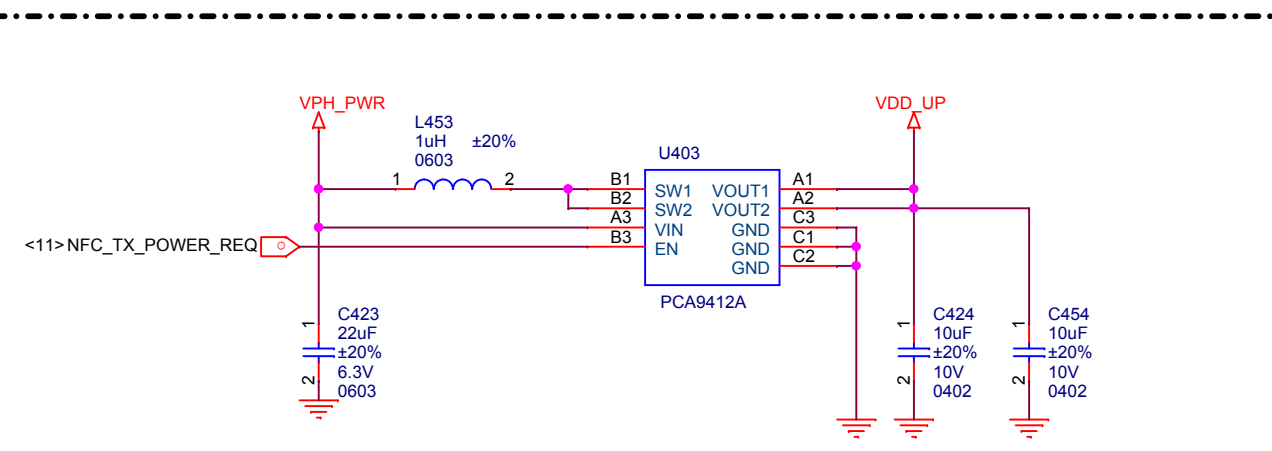 VPH_PWR
VDD_UP
L453
1uH ±20%
0603
1 2
U403
B1 SW1 VOUT1 A1
B2 SW2 VOUT2 A2
A3 VIN GND C3
B3 EN GND C1
GND C2
<11>NFC_TX_POWER_REQ
PCA9412A
1
C423
22uF
±20%
6.3V
0603
2
1
C424
10uF
±20%
10V
0402
2
1
C454
10uF
±20%
10V
0402
2